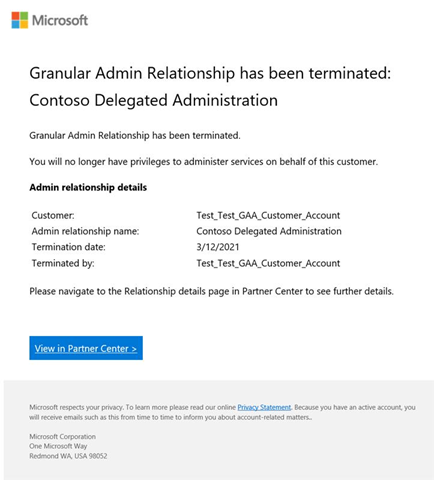 Microsoft
Granular Admin Relationship has been terminated:
Contoso Delegated Administration
Granular Admin Relationship has been terminated.
You will no longer have privileges to administer services on behalf of this customer.
Admin relationship details
Customer: Test_Test_GAA_Customer_Account
Admin relationship name: Contoso Delegated Administration
Termination date: 3/12/2021
Terminated by: Test_Test_GAA_Customer_Account
Please navigate to the Relationship details page in Partner Center to see further details.
View in Partner Center >
Microsoft respects your privacy. To learn more please read our online Privacy Statement. Because you have an active account, you
will receive emails such as this from time to time to inform you about account-related matters..
Microsoft Corporation
One Microsoft Way
Redmond WA, USA 98052